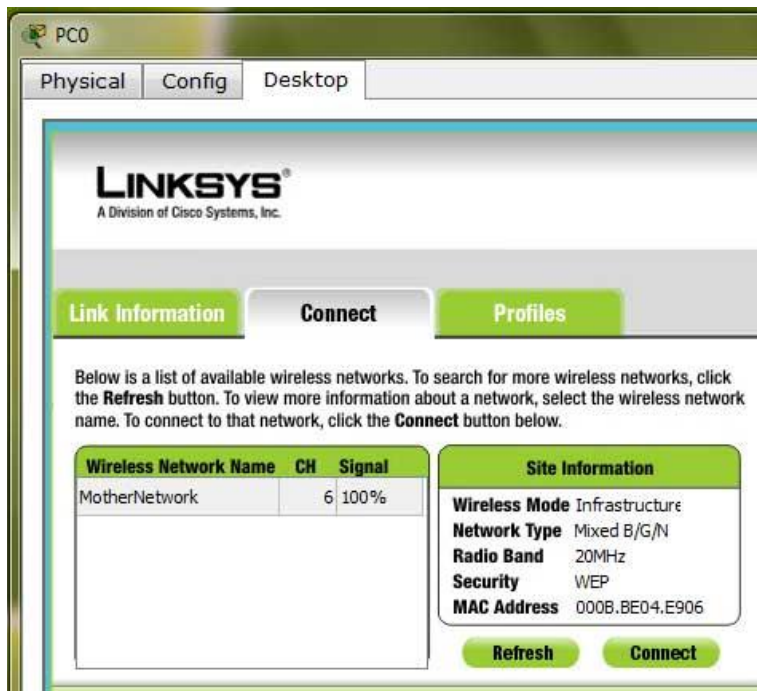 PC0
Physical Config Desktop
LINKSYS®
A Division of Cisco Systems, Inc.
Link Information Connect Profiles
Below is a list of available wireless networks. To search for more wireless networks, click
the Refresh button. To view more information about a network, select the wireless network
name. To connect to that network, click the Connect button below.
Wireless Network Name CH Signal
MotherNetwork 6 100%
Site Information
Wireless Mode Infrastructure
Network Type Mixed B/G/N
Radio Band 20MHz
Security WEP
MAC Address 000B.BE04.E906
Refresh Connect